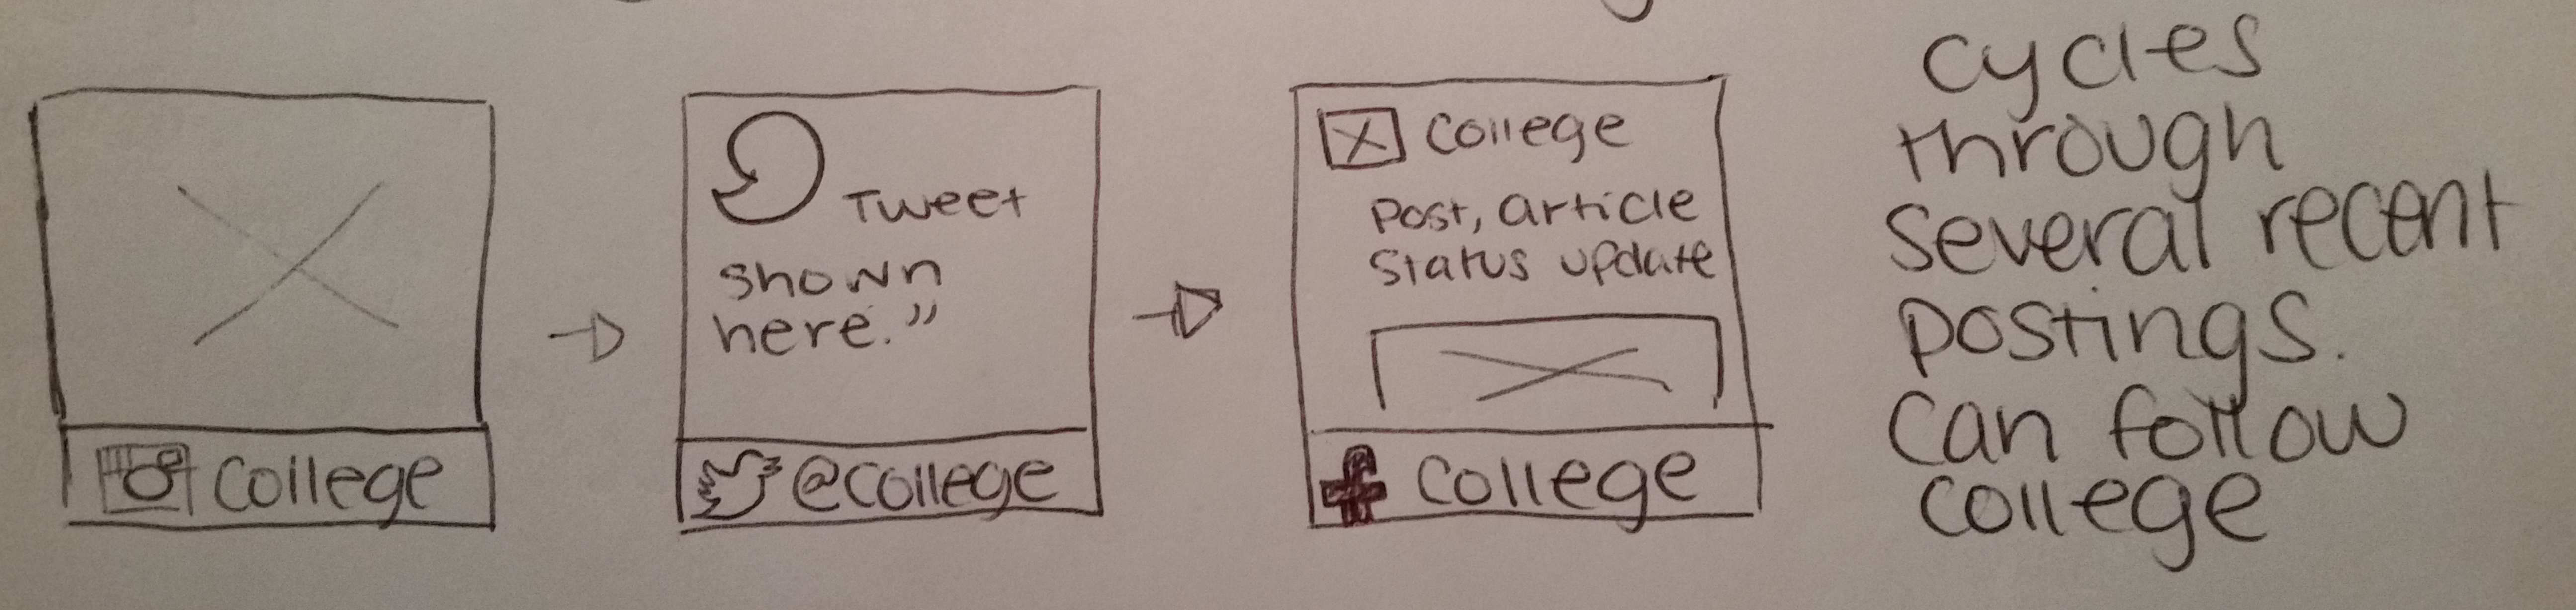 College
Tweet
shown
here."
@college
College
Post, article
status update
College
cycles
through
several recent
postings.
Can follow
college